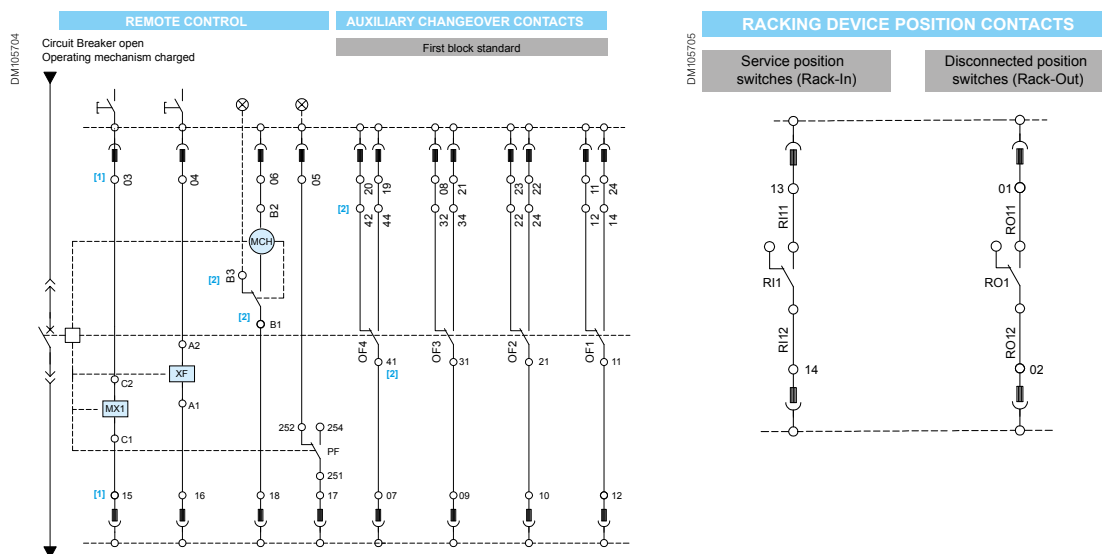 REMOTE CONTROL
AUXILIARY CHANGEOVER CONTACTS
RACKING DEVICE POSITION CONTACTS
DM105704
Circuit Breaker open
Operating mechanism charged
First block standard
DM105705
Service position
switches (Rack-In)
Disconnected position
switches (Rack-Out)
[1] 03 04 06 05 20 19 08 21 23 22 11 24
[2] B2 42 44 32 34 22 24 12 14
MCH
[2] B3
[2] B1
OF4 OF3 OF2 OF1
41 31 21 11
[2]
A2
XF
C2
A1
MX1
C1
252 254
PF
251
[1] 15 16 18 17 07 09 10 12
13 01
RI11 RO11
RI1 RO1
RI12 RO12
14 02